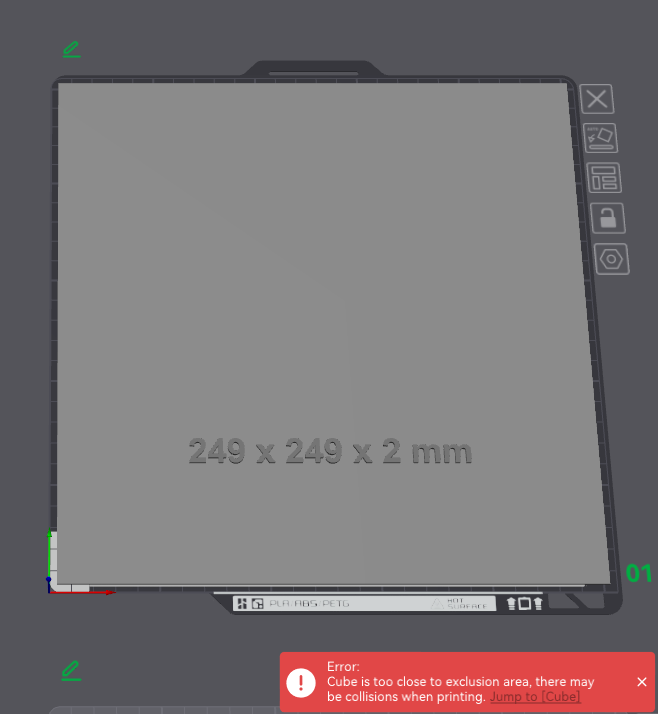 249 x 249 x 2 mm
01
PLA/ABS/PETG
HOT
SURFACE
Error:
Cube is too close to exclusion area, there may
be collisions when printing. Jump to [Cube]